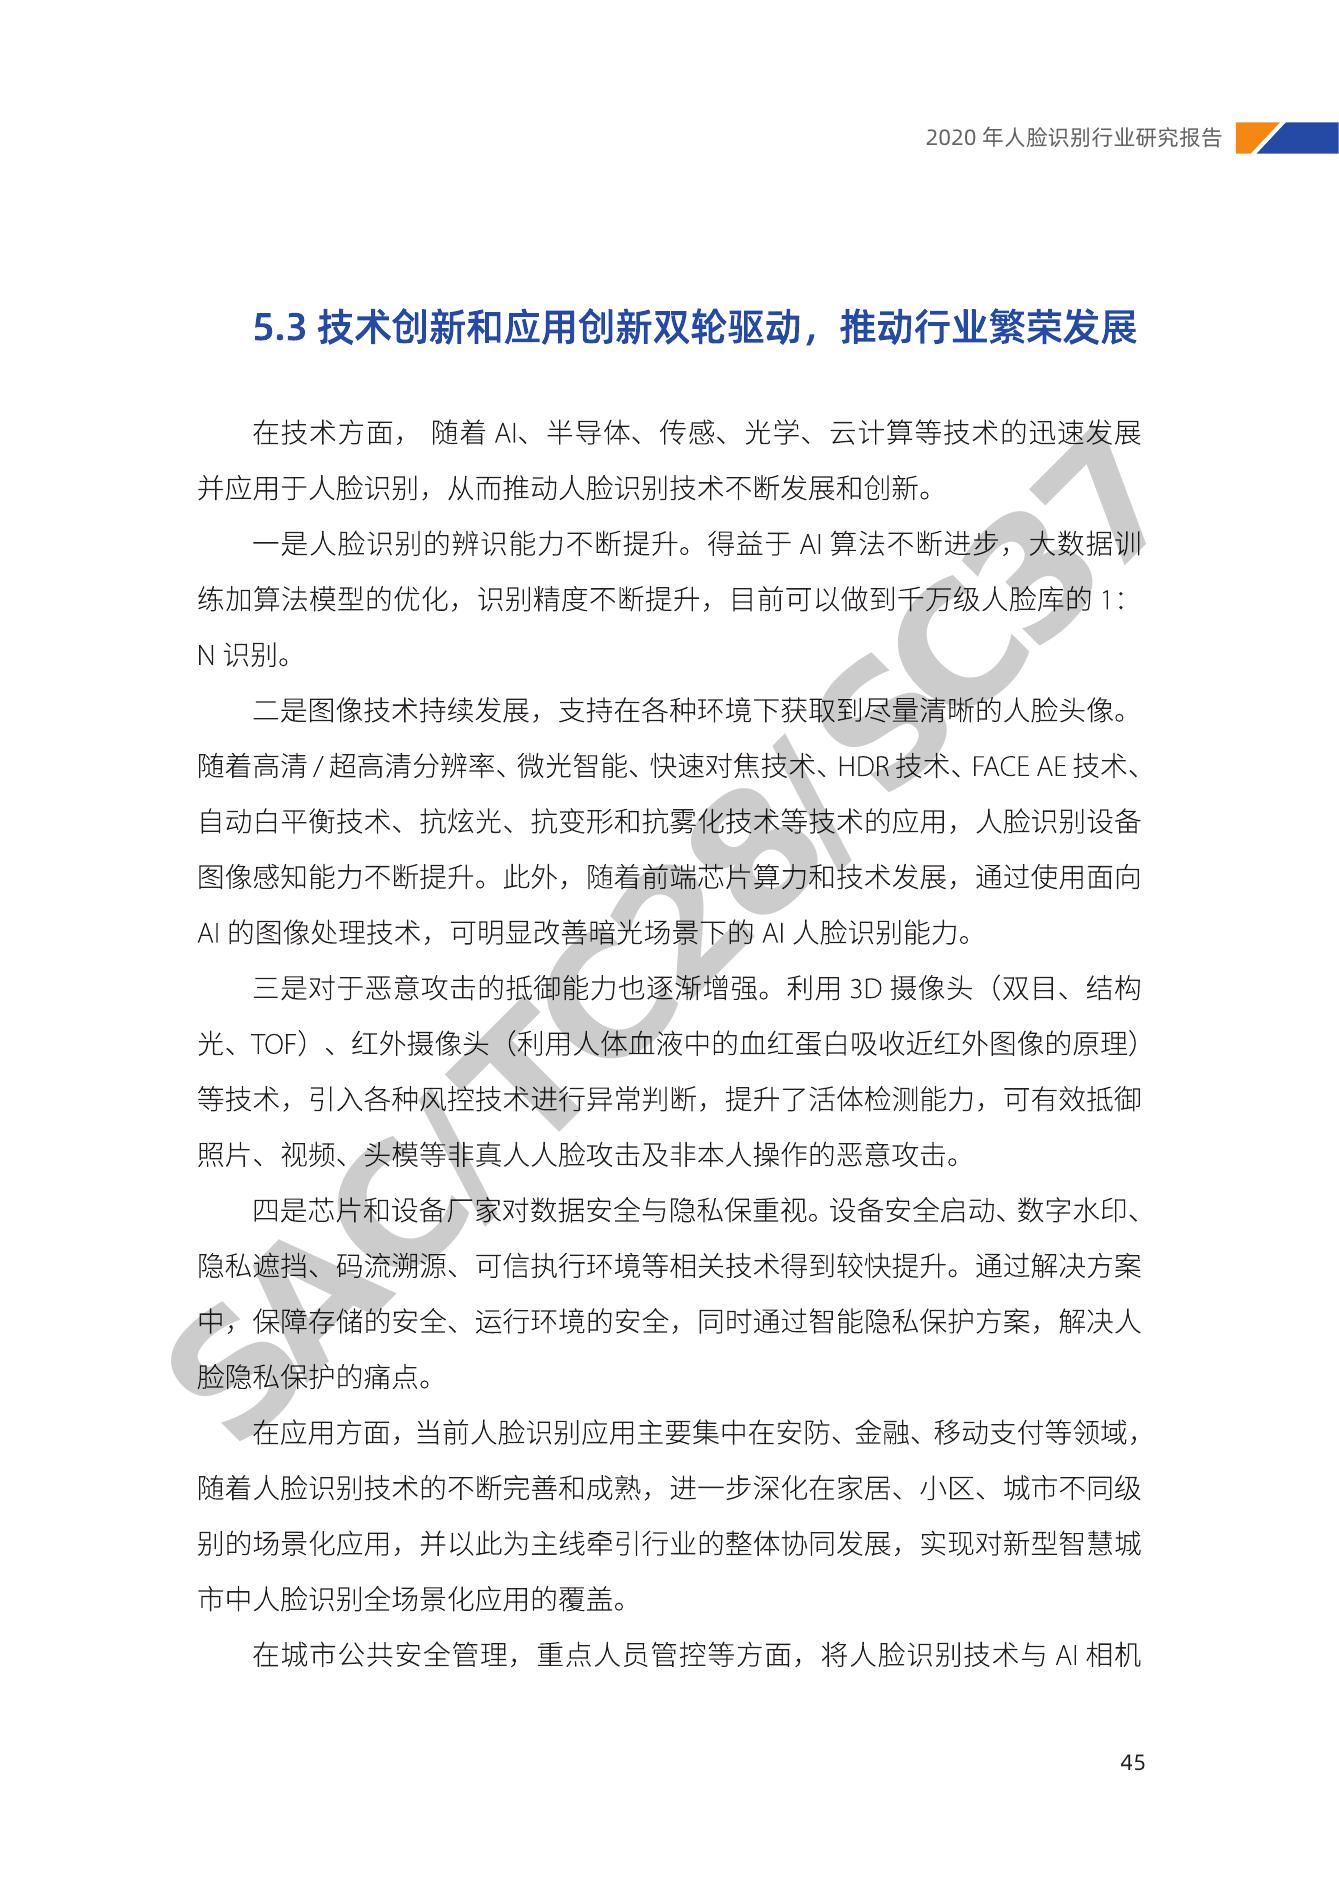 2020 年人脸识别行业研究报告
5.3 技术创新和应用创新双轮驱动，推动行业繁荣发展
在技术方面， 随着 AI、半导体、传感、光学、云计算等技术的迅速发展
并应用于人脸识别，从而推动人脸识别技术不断发展和创新。
一是人脸识别的辨识能力不断提升。得益于 AI 算法不断进步，大数据训
练加算法模型的优化，识别精度不断提升，目前可以做到千万级人脸库的 1：
N 识别。
二是图像技术持续发展，支持在各种环境下获取到尽量清晰的人脸头像。
随着高清 / 超高清分辨率、微光智能、快速对焦技术、HDR 技术、FACE AE 技术、
自动白平衡技术、抗炫光、抗变形和抗雾化技术等技术的应用，人脸识别设备
图像感知能力不断提升。此外，随着前端芯片算力和技术发展，通过使用面向
AI 的图像处理技术，可明显改善暗光场景下的 AI 人脸识别能力。
三是对于恶意攻击的抵御能力也逐渐增强。利用 3D 摄像头（双目、结构
光、TOF）、红外摄像头（利用人体血液中的血红蛋白吸收近红外图像的原理）
等技术，引入各种风控技术进行异常判断，提升了活体检测能力，可有效抵御
照片、视频、头模等非真人人脸攻击及非本人操作的恶意攻击。
四是芯片和设备厂家对数据安全与隐私保重视。设备安全启动、数字水印、
隐私遮挡、码流溯源、可信执行环境等相关技术得到较快提升。通过解决方案
中，保障存储的安全、运行环境的安全，同时通过智能隐私保护方案，解决人
脸隐私保护的痛点。
在应用方面，当前人脸识别应用主要集中在安防、金融、移动支付等领域，
随着人脸识别技术的不断完善和成熟，进一步深化在家居、小区、城市不同级
别的场景化应用，并以此为主线牵引行业的整体协同发展，实现对新型智慧城
市中人脸识别全场景化应用的覆盖。
在城市公共安全管理，重点人员管控等方面，将人脸识别技术与 AI 相机
45
SAC/TC28/SC37